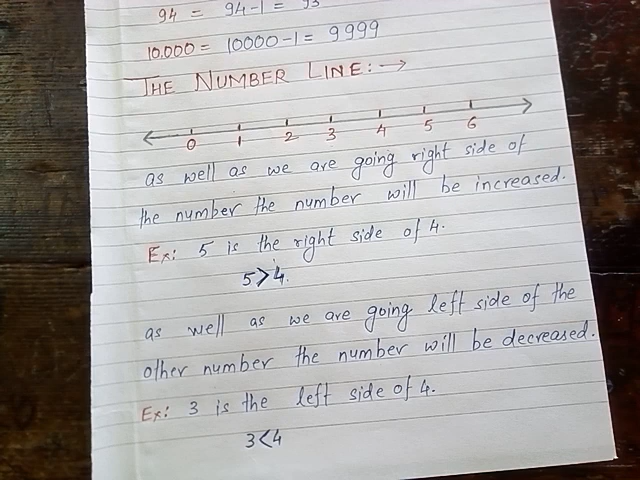 94 = 94-1 = 93
10.000 = 10000-1 = 9999
THE NUMBER LINE:→
0 1 2 3 4 5 6
as well as we are going right side of
the number the number will be increased.
Ex: 5 is the right side of 4.
5>4.
as well as we are going left side of the
other number the number will be decreased.
Ex: 3 is the left side of 4.
3<4